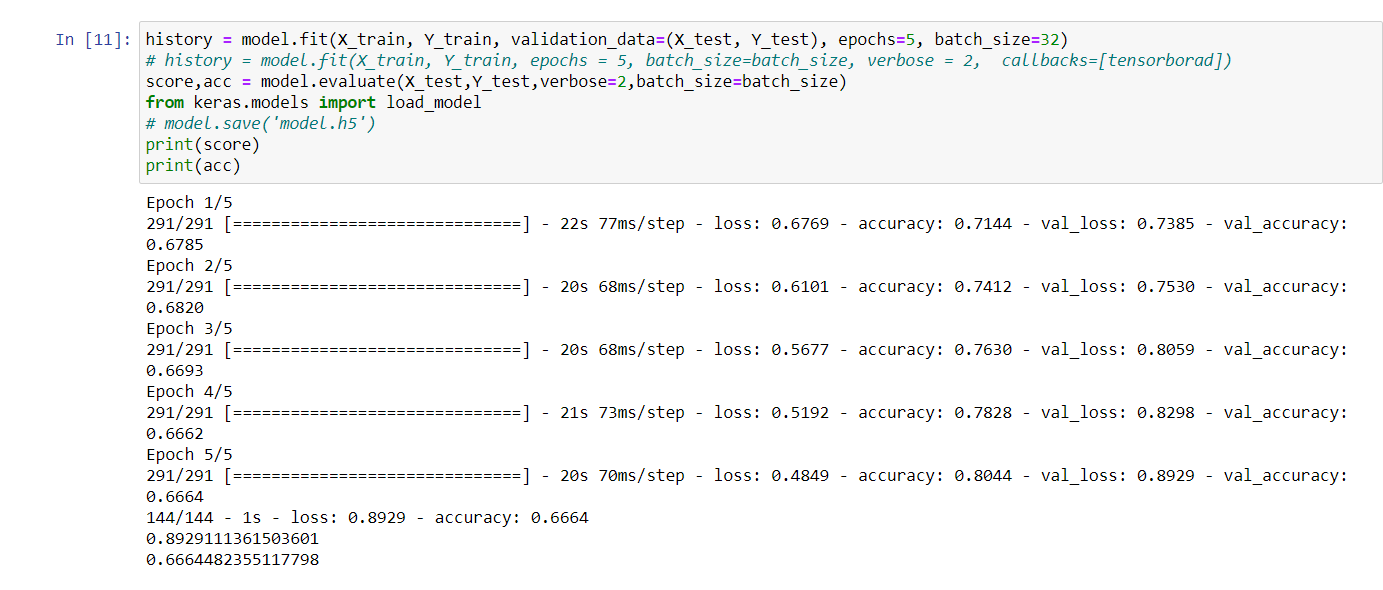 In [11]: history = model.fit(X_train, Y_train, validation_data=(X_test, Y_test), epochs=5, batch_size=32)
# history = model.fit(X_train, Y_train, epochs = 5, batch_size=batch_size, verbose = 2,  callbacks=[tensorborad])
score,acc = model.evaluate(X_test,Y_test,verbose=2,batch_size=batch_size)
from keras.models import load_model
# model.save('model.h5')
print(score)
print(acc)
Epoch 1/5
291/291 [==============================] - 22s 77ms/step - loss: 0.6769 - accuracy: 0.7144 - val_loss: 0.7385 - val_accuracy:
0.6785
Epoch 2/5
291/291 [==============================] - 20s 68ms/step - loss: 0.6101 - accuracy: 0.7412 - val_loss: 0.7530 - val_accuracy:
0.6820
Epoch 3/5
291/291 [==============================] - 20s 68ms/step - loss: 0.5677 - accuracy: 0.7630 - val_loss: 0.8059 - val_accuracy:
0.6693
Epoch 4/5
291/291 [==============================] - 21s 73ms/step - loss: 0.5192 - accuracy: 0.7828 - val_loss: 0.8298 - val_accuracy:
0.6662
Epoch 5/5
291/291 [==============================] - 20s 70ms/step - loss: 0.4849 - accuracy: 0.8044 - val_loss: 0.8929 - val_accuracy:
0.6664
144/144 - 1s - loss: 0.8929 - accuracy: 0.6664
0.8929111361503601
0.6664482355117798